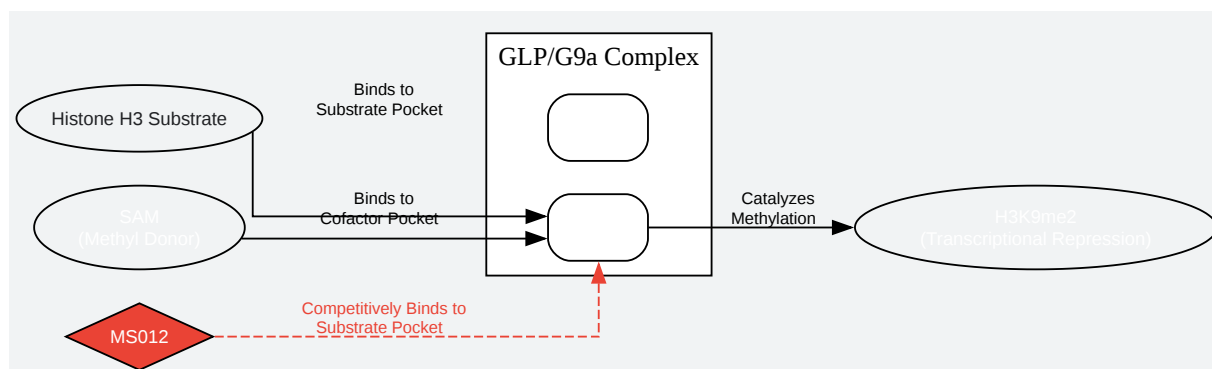 GLP/G9a Complex
Binds to
Substrate Pocket
Histone H3 Substrate
Binds to
Cofactor Pocket
SAM
(Methyl Donor)
Catalyzes
Methylation
H3K9me2
(Transcriptional Repression)
Competitively Binds to
Substrate Pocket
MS012